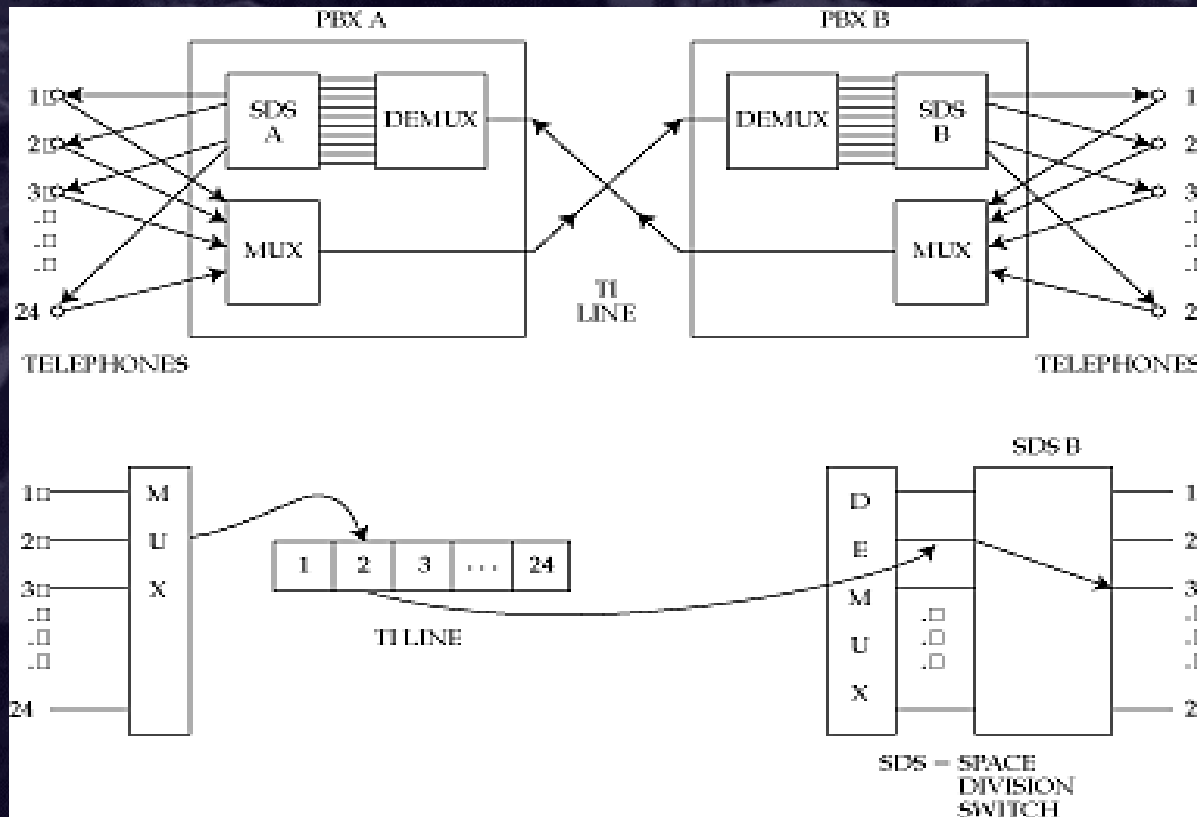 PBX A
PBX B
1
2
3
24
SDS
A
DEMUX
MUX
TELEPHONES
TI
LINE
DEMUX
SDS
B
MUX
1
2
3
2
TELEPHONES
1
2
3
24
M
U
X
1 2 3 ... 24
TI LINE
D
E
M
U
X
SDS B
1
2
3
2
SDS = SPACE
DIVISION
SWITCH